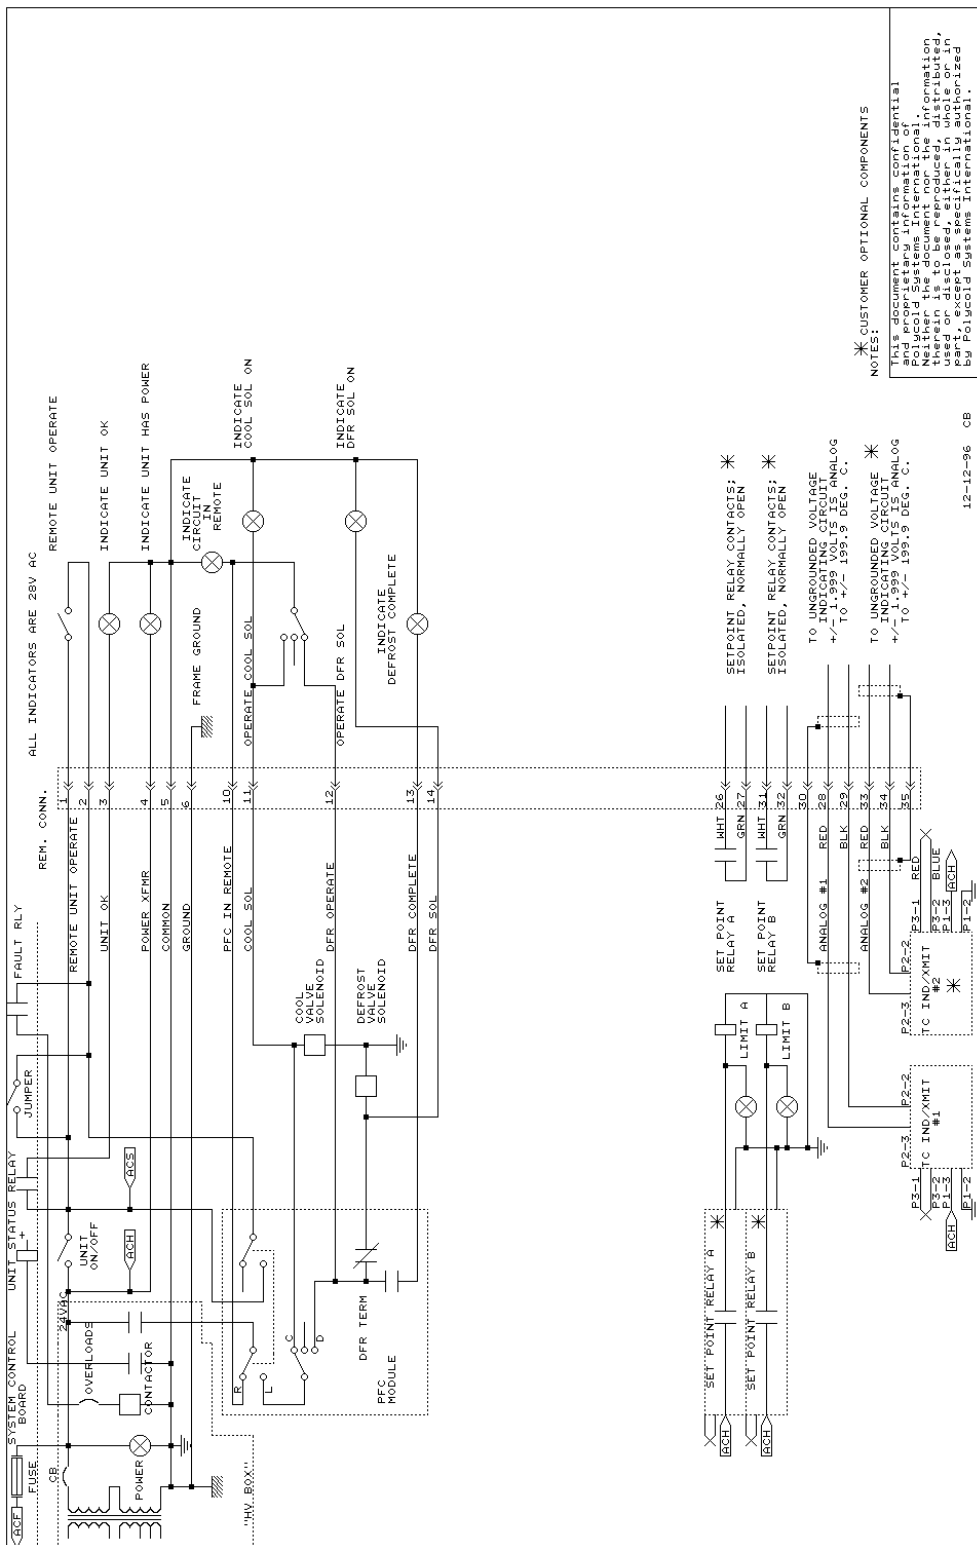 ALL INDICATORS ARE 28V AC
REM. CONN.
FAULT RLY
JUMPER
UNIT STATUS RELAY
SYSTEM CONTROL
BOARD
FUSE
ACF
REMOTE UNIT OPERATE
INDICATE UNIT OK
INDICATE UNIT HAS POWER
INDICATE
CIRCUIT
IN
REMOTE
INDICATE
COOL SOL ON
INDICATE
DFR SOL ON
FRAME GROUND
OPERATE COOL SOL
OPERATE DFR SOL
INDICATE
DEFROST COMPLETE
1
2
3
4
5
6
10
11
12
13
14
REMOTE UNIT OPERATE
UNIT OK
POWER XFMR
COMMON
GROUND
PFC IN REMOTE
COOL SOL
DFR OPERATE
DFR COMPLETE
DFR SOL
COOL
VALVE
SOLENOID
DEFROST
VALVE
SOLENOID
ACS
ACH
+
UNIT
ON/OFF
24VAC
OVERLOADS
CONTACTOR
CB
POWER
"HV BOX"
R
L
C
D
DFR TERM
PFC
MODULE
SETPOINT RELAY CONTACTS;
ISOLATED, NORMALLY OPEN
SETPOINT RELAY CONTACTS;
ISOLATED, NORMALLY OPEN
TO UNGROUNDED VOLTAGE
INDICATING CIRCUIT
+/- 1.999 VOLTS IS ANALOG
TO +/- 199.9 DEG. C.
TO UNGROUNDED VOLTAGE
INDICATING CIRCUIT
+/- 1.999 VOLTS IS ANALOG
TO +/- 199.9 DEG. C.
WHT 26
GRN 27
WHT 31
GRN 32
30
RED 28
BLK 29
RED 33
BLK 34
35
SET POINT
RELAY A
SET POINT
RELAY B
ANALOG #1
ANALOG #2
LIMIT A
LIMIT B
SET POINT RELAY A
SET POINT RELAY B
ACH
ACH
P2-3
P2-2
TC IND/XMIT
#1
P3-1
P3-2
P1-3
P1-2
ACH
P2-3
P2-2
TC IND/XMIT
#2
P3-1 RED
P3-2 BLUE
P1-3 ACH
P1-2
CUSTOMER OPTIONAL COMPONENTS
NOTES:
This document contains confidential
and proprietary information of
Polycold Systems International.
Neither the document nor the information
therein is to be reproduced, distributed,
used or disclosed, either in whole or in
part, except as specifically authorized
by Polycold Systems International.
12-12-96 CB